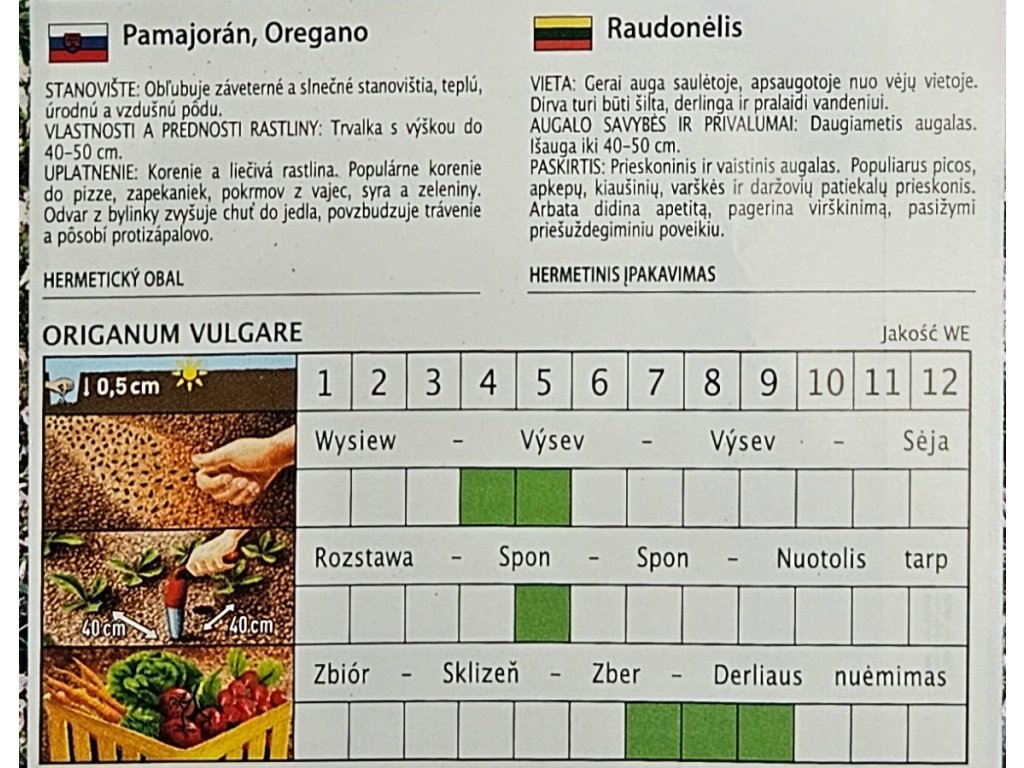 Pamajorán, Oregano
STANOVIŠTE: Obľubuje záveterné a slnečné stanovištia, teplú,
úrodnú a vzdušnú pôdu.
VLASTNOSTI A PREDNOSTI RASTLINY: Trvalka s výškou do
40–50 cm.
UPLATNENIE: Korenie a liečivá rastlina. Populárne korenie
do pizze, zapekaniek, pokrmov z vajec, syra a zeleniny.
Odvar z bylinky zvyšuje chuť do jedla, povzbudzuje trávenie
a pôsobí protizápalovo.
HERMETICKÝ OBAL
Raudonėlis
VIETA: Gerai auga saulėtoje, apsaugotoje nuo vėjų vietoje.
Dirva turi būti šilta, derlinga ir pralaidi vandeniui.
AUGALO SAVYBĖS IR PRIVALUMAI: Daugiametis augalas.
Išauga iki 40-50 cm.
PASKIRTIS: Prieskoninis ir vaistinis augalas. Populiarus picos,
apkepų, kiaušinių, varškės ir daržovių patiekalų prieskonis.
Arbata didina apetitą, pagerina virškinimą, pasižymi
priešuždegiminiu poveikiu.
HERMETINIS ĮPAKAVIMAS
ORIGANUM VULGARE
Jakość WE
0,5 cm
1 2 3 4 5 6 7 8 9 10 11 12
Wysiew – Výsev – Výsev – Sėja
Rozstawa – Spon – Spon – Nuotolis tarp
40 cm 40 cm
Zbiór – Sklizeň – Zber – Derliaus nuėmimas